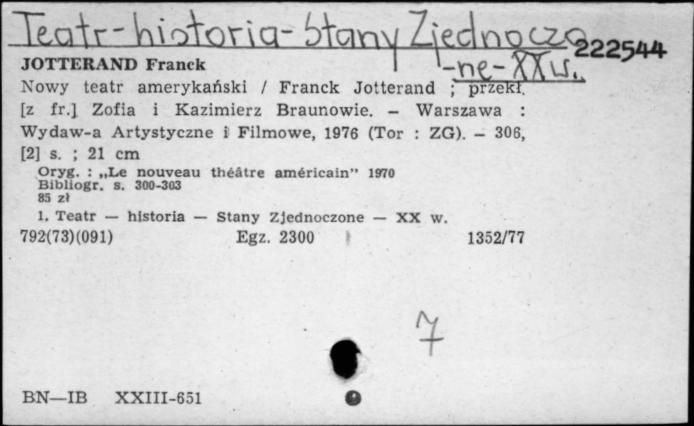 Teatr-historia-Stany Zjednoczo
222544
-ne-XX w.
JOTTERAND Franck
Nowy teatr amerykański / Franck Jotterand ; przekł.
[z fr.] Zofia i Kazimierz Braunowie. — Warszawa :
Wydaw-a Artystyczne i Filmowe, 1976 (Tor : ZG). — 306,
[2] s. ; 21 cm
Oryg. : „Le nouveau théâtre américain" 1970
Bibliogr. s. 300-303
85 zł
1. Teatr — historia — Stany Zjednoczone — XX w.
792(73)(091) Egz. 2300 1352/77
7
BN—IB XXIII-651